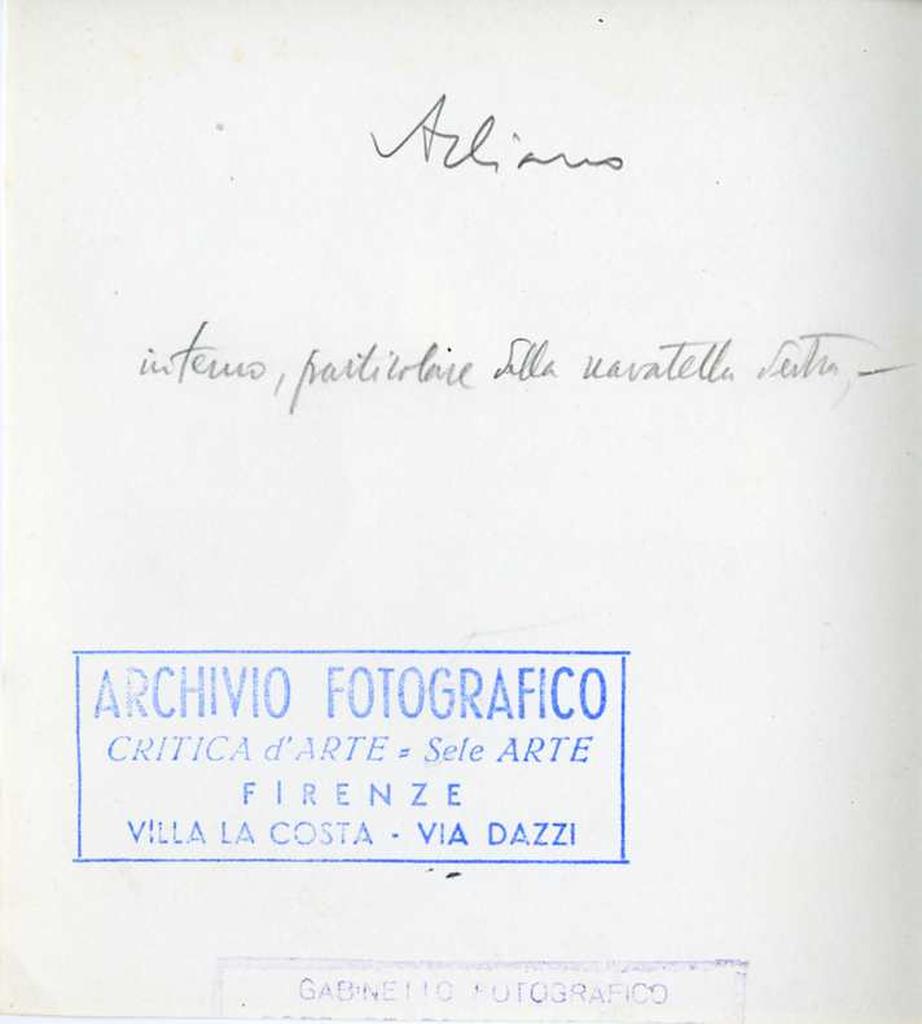 Arliano
interno, particolare della navatella destra, –
ARCHIVIO FOTOGRAFICO
CRITICA d'ARTE = Sele ARTE
FIRENZE
VILLA LA COSTA - VIA DAZZI
GABINETTO FOTOGRAFICO